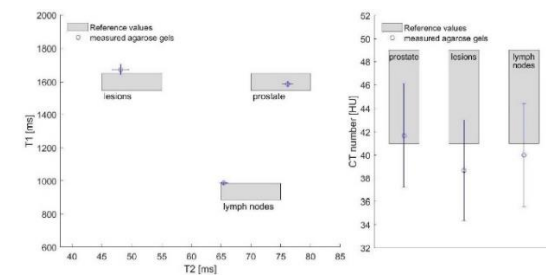 Reference values
measured agarose gels
2000
1800
1600
1400
1200
1000
800
600
T1 [ms]
lesions
prostate
lymph nodes
40
45
50
55
60
65
70
75
80
85
T2 [ms]
Reference values
measured agarose gels
52
50
48
46
44
42
40
38
36
34
32
CT number [HU]
prostate
lesions
lymph
nodes